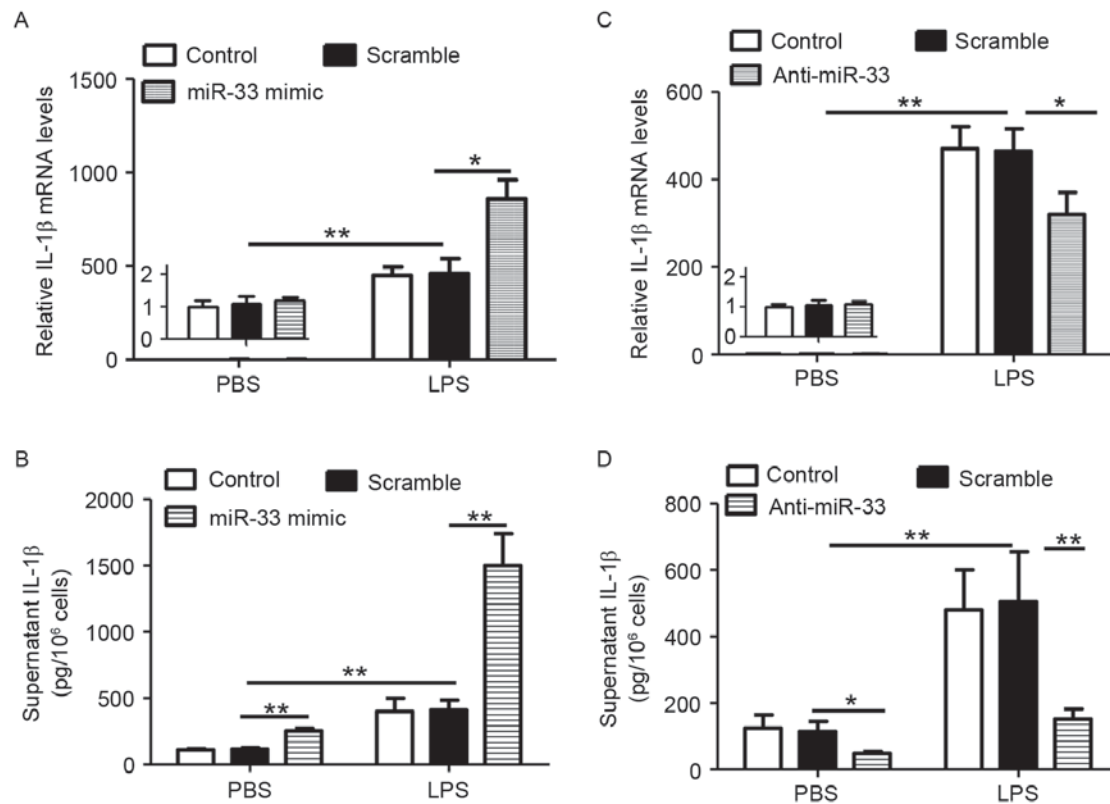 A
Control Scramble
miR-33 mimic
Relative IL-1β mRNA levels
1500
1000
500
0
2
1
0
**
*
PBS LPS
C
Control Scramble
Anti-miR-33
Relative IL-1β mRNA levels
600
400
200
0
2
1
0
**
*
PBS LPS
B
Control Scramble
miR-33 mimic
Supernatant IL-1β
(pg/10⁶ cells)
2000
1500
1000
500
0
**
**
**
PBS LPS
D
Control Scramble
Anti-miR-33
Supernatant IL-1β
(pg/10⁶ cells)
800
600
400
200
0
*
**
**
PBS LPS